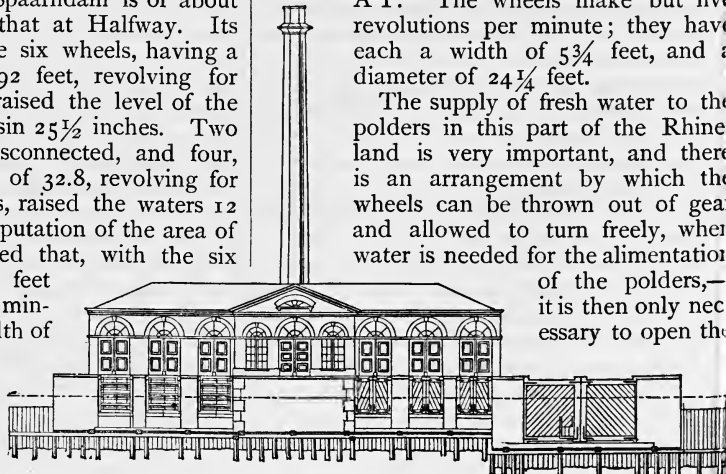 Spaarndam is of about
that at Halfway. Its
e six wheels, having a
92 feet, revolving for
raised the level of the
sin 25½ inches. Two
sconnected, and four,
of 32.8, revolving for
s, raised the waters 12
putation of the area of
ed that, with the six
feet
min-
lth of
The wheels make but five
revolutions per minute; they have
each a width of 5¾ feet, and a
diameter of 24¼ feet.
The supply of fresh water to the
polders in this part of the Rhine-
land is very important, and there
is an arrangement by which the
wheels can be thrown out of gear
and allowed to turn freely, when
water is needed for the alimentation
of the polders,—
it is then only nec-
essary to open the